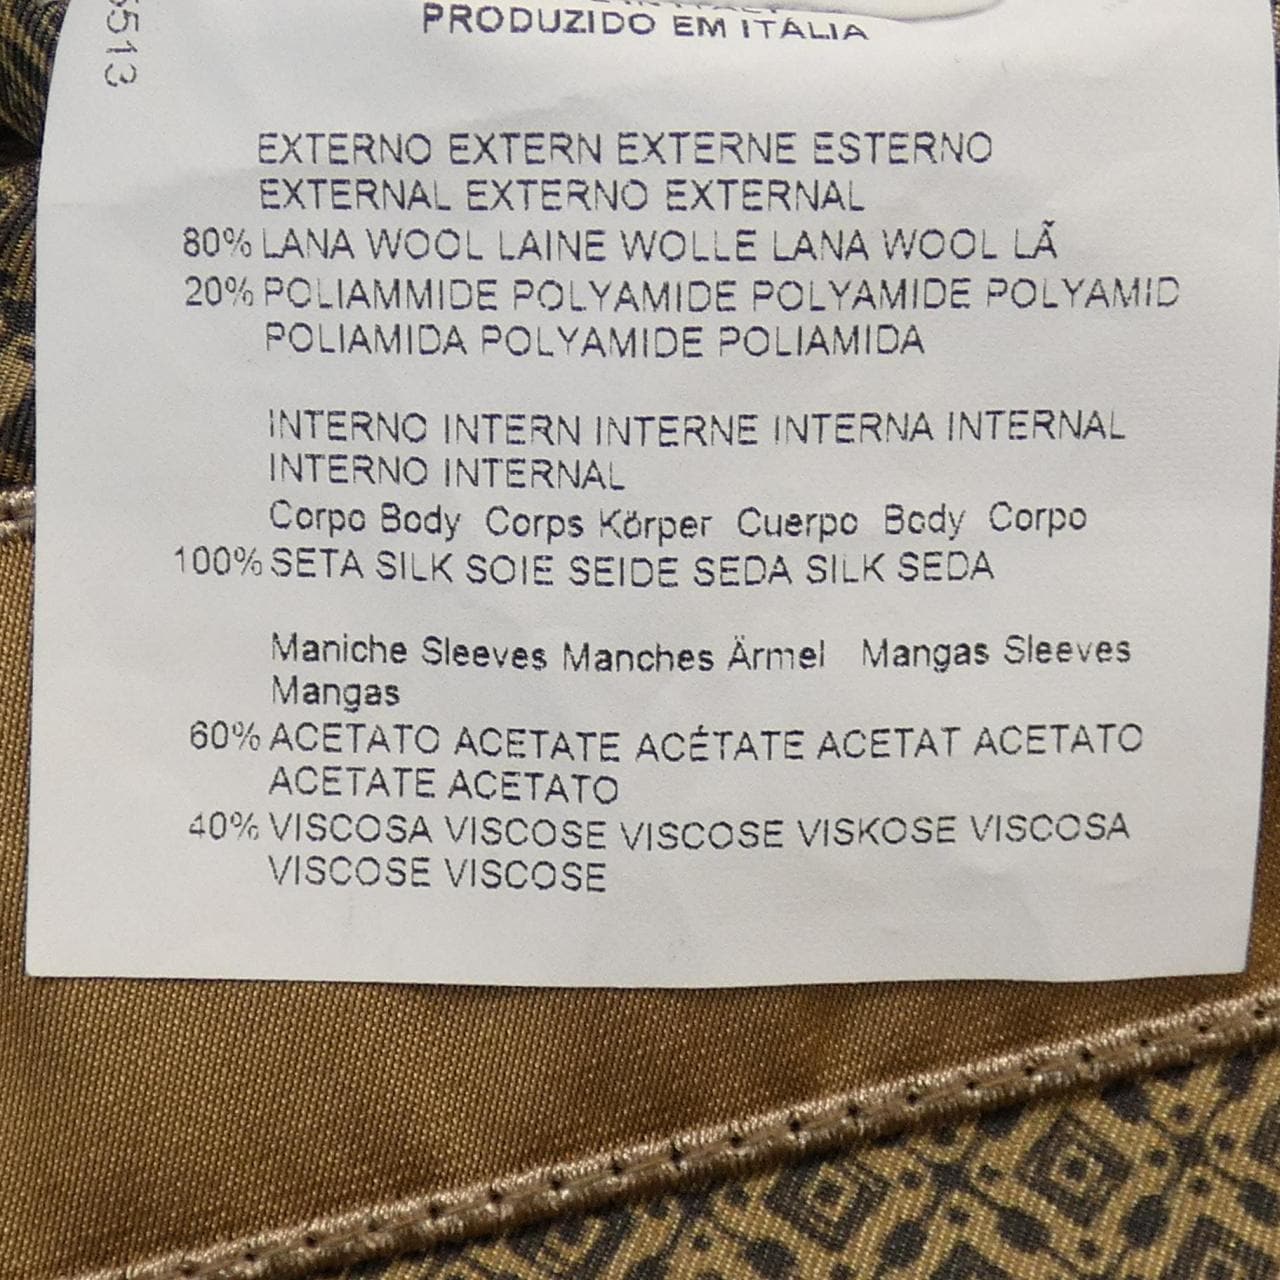 PRODUZIDO EM ITÁLIA
5513
EXTERNO EXTERN EXTERNE ESTERNO
EXTERNAL EXTERNO EXTERNAL
80% LANA WOOL LAINE WOLLE LANA WOOL LÃ
20% POLIAMMIDE POLYAMIDE POLYAMIDE POLYAMID
POLIAMIDA POLYAMIDE POLIAMIDA
INTERNO INTERN INTERNE INTERNA INTERNAL
INTERNO INTERNAL
Corpo Body Corps Körper Cuerpo Body Corpo
100% SETA SILK SOIE SEIDE SEDA SILK SEDA
Maniche Sleeves Manches Ärmel Mangas Sleeves
Mangas
60% ACETATO ACETATE ACÉTATE ACETAT ACETATO
ACETATE ACETATO
40% VISCOSA VISCOSE VISCOSE VISKOSE VISCOSA
VISCOSE VISCOSE